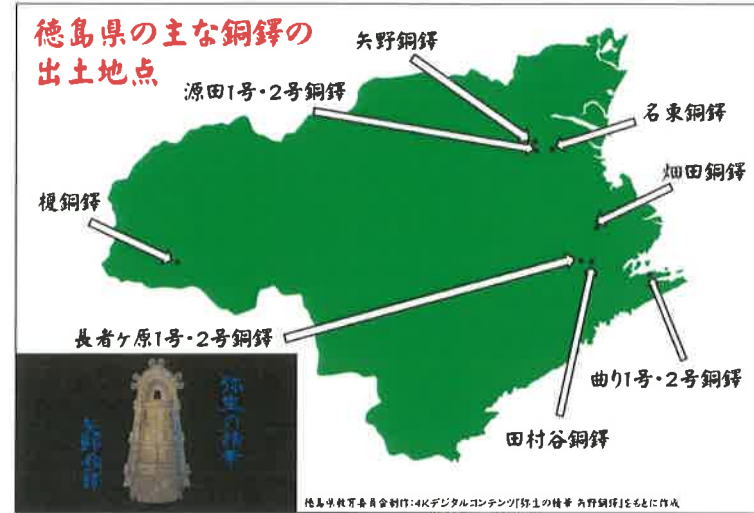 徳島県の主な銅鐸の
出土地点
矢野銅鐸
源田1号・2号銅鐸
名東銅鐸
畑田銅鐸
榎銅鐸
長者ヶ原1号・2号銅鐸
曲り1号・2号銅鐸
田村谷銅鐸
弥生の精華
矢野銅鐸
徳島県教育委員会制作:4Kデジタルコンテンツ「弥生の精華 矢野銅鐸」をもとに作成